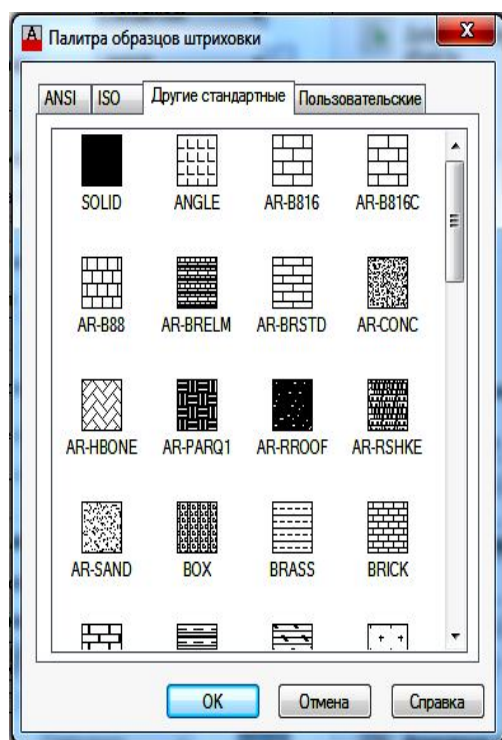 Палитра образцов штриховки
ANSI ISO Другие стандартные Пользовательские
SOLID ANGLE AR-B816 AR-B816C
AR-B88 AR-BRELM AR-BRSTD AR-CONC
AR-HBONE AR-PARQ1 AR-RROOF AR-RSHKE
AR-SAND BOX BRASS BRICK
OK Отмена Справка